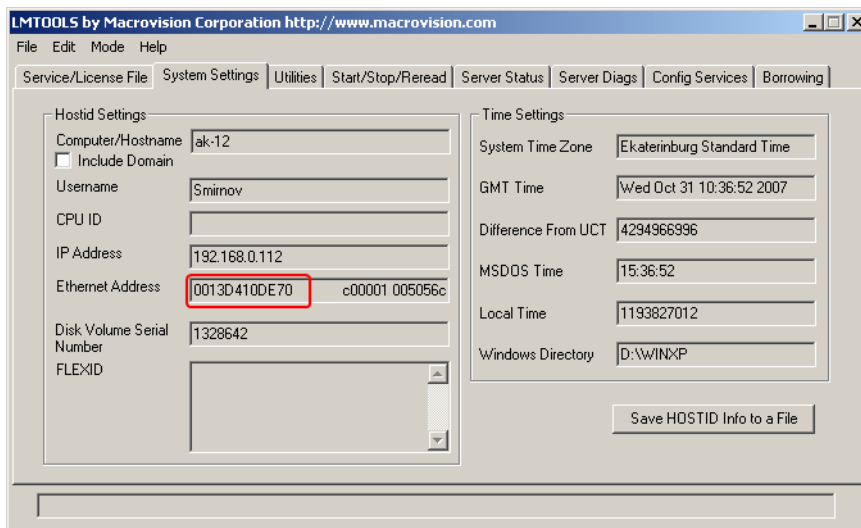 LMTOOLS by Macrovision Corporation http://www.macrovision.com
File Edit Mode Help
Service/License File System Settings Utilities Start/Stop/Reread Server Status Server Diags Config Services Borrowing
Hostid Settings
Computer/Hostname ak-12
Include Domain
Username Smirnov
CPU ID
IP Address 192.168.0.112
Ethernet Address 0013D410DE70 c00001 005056c
Disk Volume Serial Number 1328642
FLEXID
Time Settings
System Time Zone Ekaterinburg Standard Time
GMT Time Wed Oct 31 10:36:52 2007
Difference From UCT 4294966996
MSDOS Time 15:36:52
Local Time 1193827012
Windows Directory D:\WINXP
Save HOSTID Info to a File